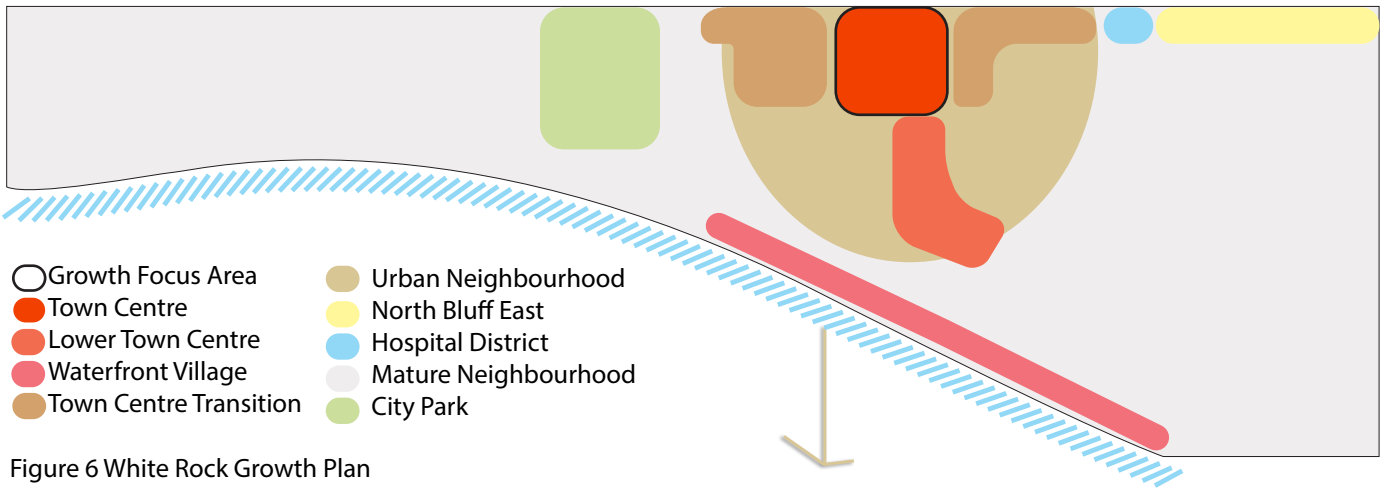 Growth Focus Area
Town Centre
Lower Town Centre
Waterfront Village
Town Centre Transition
Urban Neighbourhood
North Bluff East
Hospital District
Mature Neighbourhood
City Park
Figure 6 White Rock Growth Plan